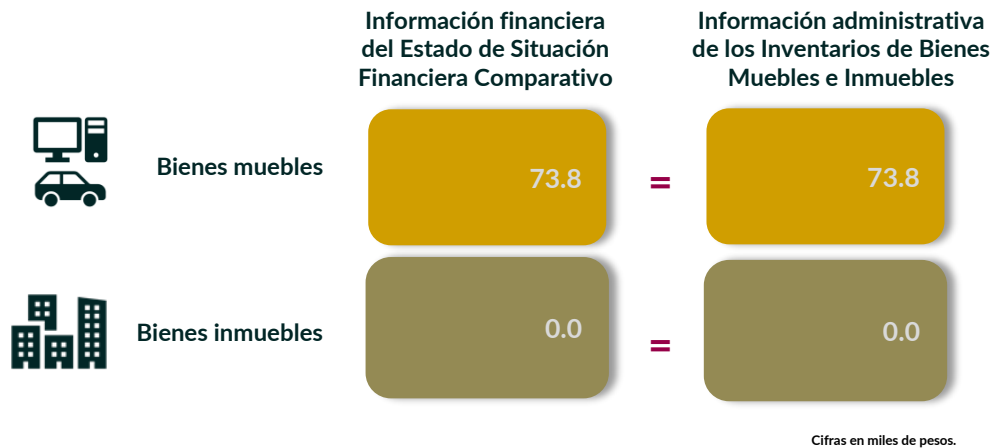 Información financiera
del Estado de Situación
Financiera Comparativo
Información administrativa
de los Inventarios de Bienes
Muebles e Inmuebles
Bienes muebles
73.8
=
73.8
Bienes inmuebles
0.0
=
0.0
Cifras en miles de pesos.